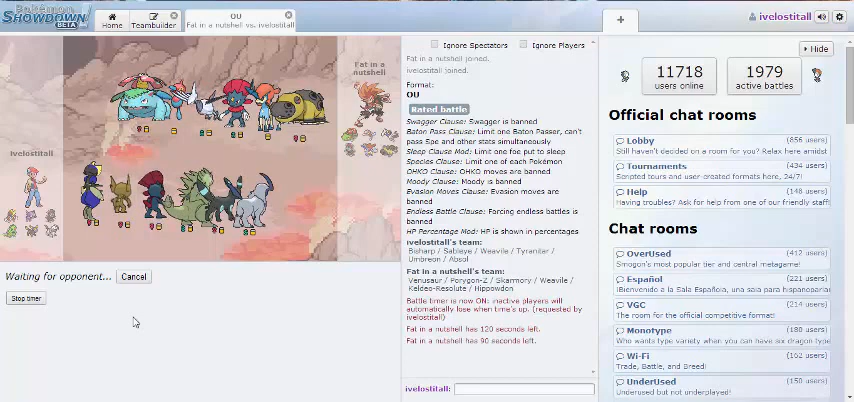 Pokémon
Showdown
BETA
Home
Teambuilder
OU
Fat in a nutshell vs. ivelostitall
+
ivelostitall
Fat in a
nutshell
ivelostitall
Waiting for opponent... Cancel
Stop timer
Ignore Spectators Ignore Players
Fat in a nutshell joined.
ivelostitall joined.
Format:
OU
Rated battle
Swagger Clause: Swagger is banned
Baton Pass Clause: Limit one Baton Passer, can't
pass Spe and other stats simultaneously
Sleep Clause Mod: Limit one foe put to sleep
Species Clause: Limit one of each Pokémon
OHKO Clause: OHKO moves are banned
Moody Clause: Moody is banned
Evasion Moves Clause: Evasion moves are
banned
Endless Battle Clause: Forcing endless battles is
banned
HP Percentage Mod: HP is shown in percentages
ivelostitall's team:
Bisharp / Sableye / Weavile / Tyranitar /
Umbreon / Absol
Fat in a nutshell's team:
Venusaur / Porygon-Z / Skarmory / Weavile /
Keldeo-Resolute / Hippowdon
Battle timer is now ON: inactive players will
automatically lose when time's up. (requested by
ivelostitall)
Fat in a nutshell has 120 seconds left.
Fat in a nutshell has 90 seconds left.
ivelostitall:
Hide
11718
users online
1979
active battles
Official chat rooms
Lobby (856 users)
Still haven't decided on a room for you? Relax here amidst
Tournaments (434 users)
Scripted tours and user-created formats here, 24/7!
Help (148 users)
Having troubles? Ask for help from one of our friendly staff!
Chat rooms
OverUsed (412 users)
Smogon's most popular tier and central metagame!
Español (221 users)
¡Bienvenido a la Sala Española, una sala para hispanoparlan
VGC (214 users)
The room for the official competitive format!
Monotype (180 users)
Who wants type variety when you can have six dragon type
Wi-Fi (162 users)
Trade, Battle, and Breed!
UnderUsed (150 users)
Underused but not underplayed!